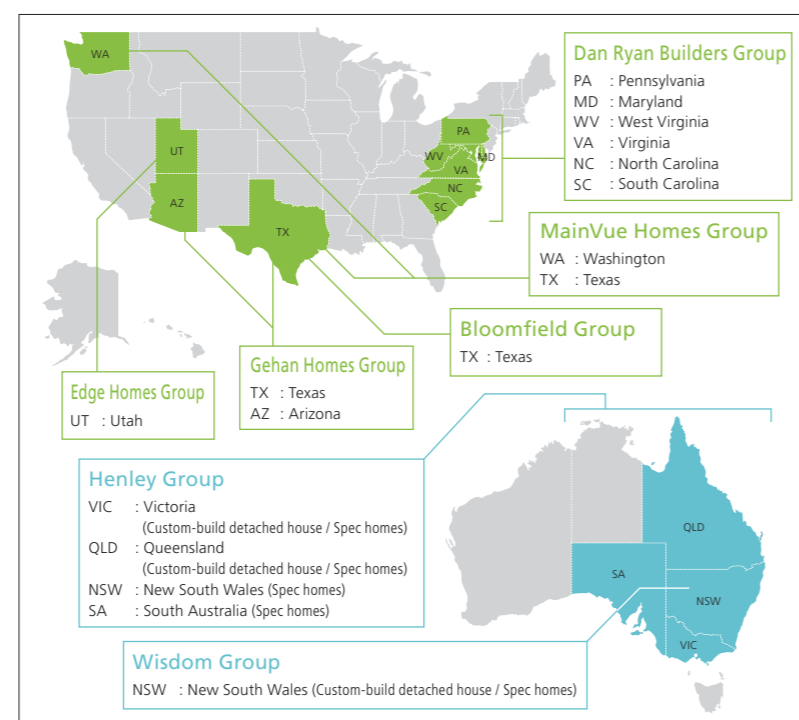 WA
UT
AZ
TX
PA
WV
MD
VA
NC
SC
Dan Ryan Builders Group
PA : Pennsylvania
MD : Maryland
WV : West Virginia
VA : Virginia
NC : North Carolina
SC : South Carolina
MainVue Homes Group
WA : Washington
TX : Texas
Bloomfield Group
TX : Texas
Gehan Homes Group
TX : Texas
AZ : Arizona
Edge Homes Group
UT : Utah
Henley Group
VIC : Victoria
(Custom-build detached house / Spec homes)
QLD : Queensland
(Custom-build detached house / Spec homes)
NSW : New South Wales (Spec homes)
SA : South Australia (Spec homes)
QLD
SA
NSW
VIC
Wisdom Group
NSW : New South Wales (Custom-build detached house / Spec homes)